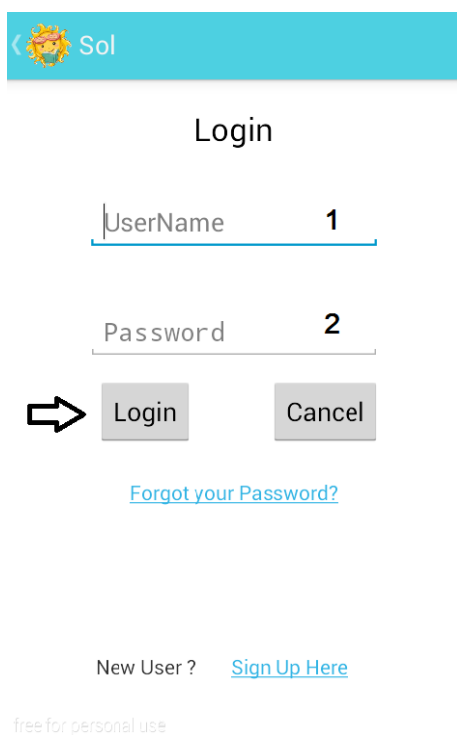 Sol
Login
UserName 1
Password 2
Login Cancel
Forgot your Password?
New User ? Sign Up Here
free for personal use